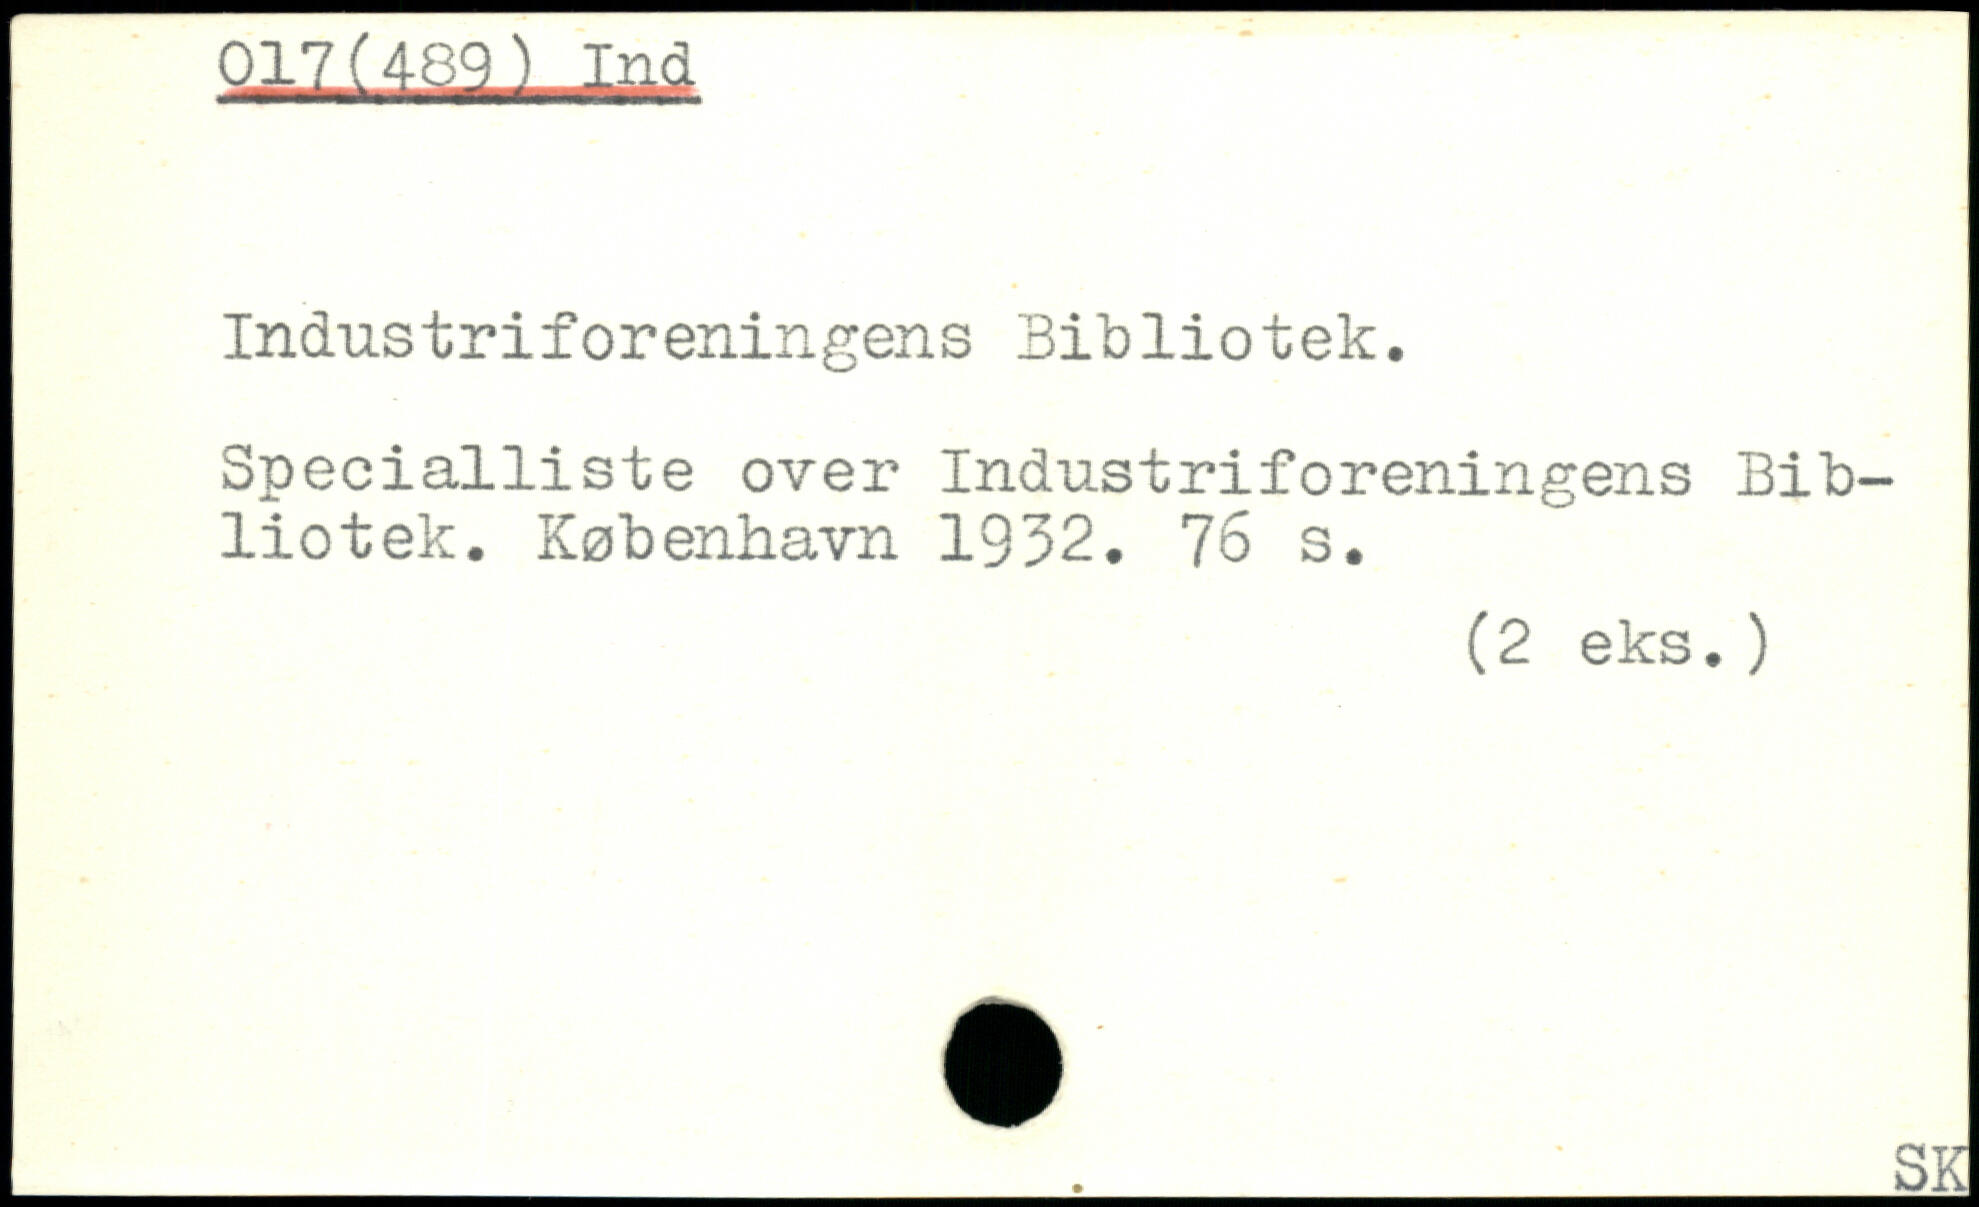 017(489) Ind
Industriforeningens Bibliotek.
Specialliste over Industriforeningens Bib-
liotek. København 1932. 76 s.
(2 eks.)
SK